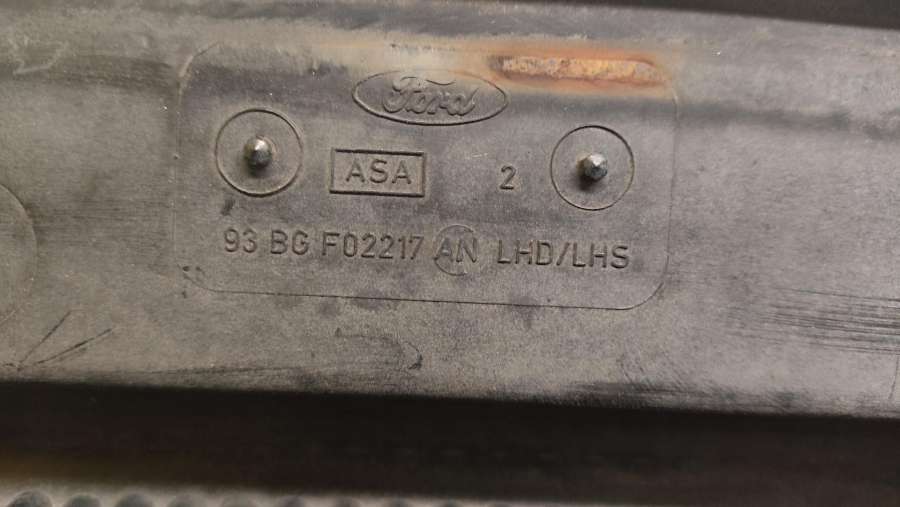 Ford
ASA 2
93 BG F02217 AN LHD/LHS